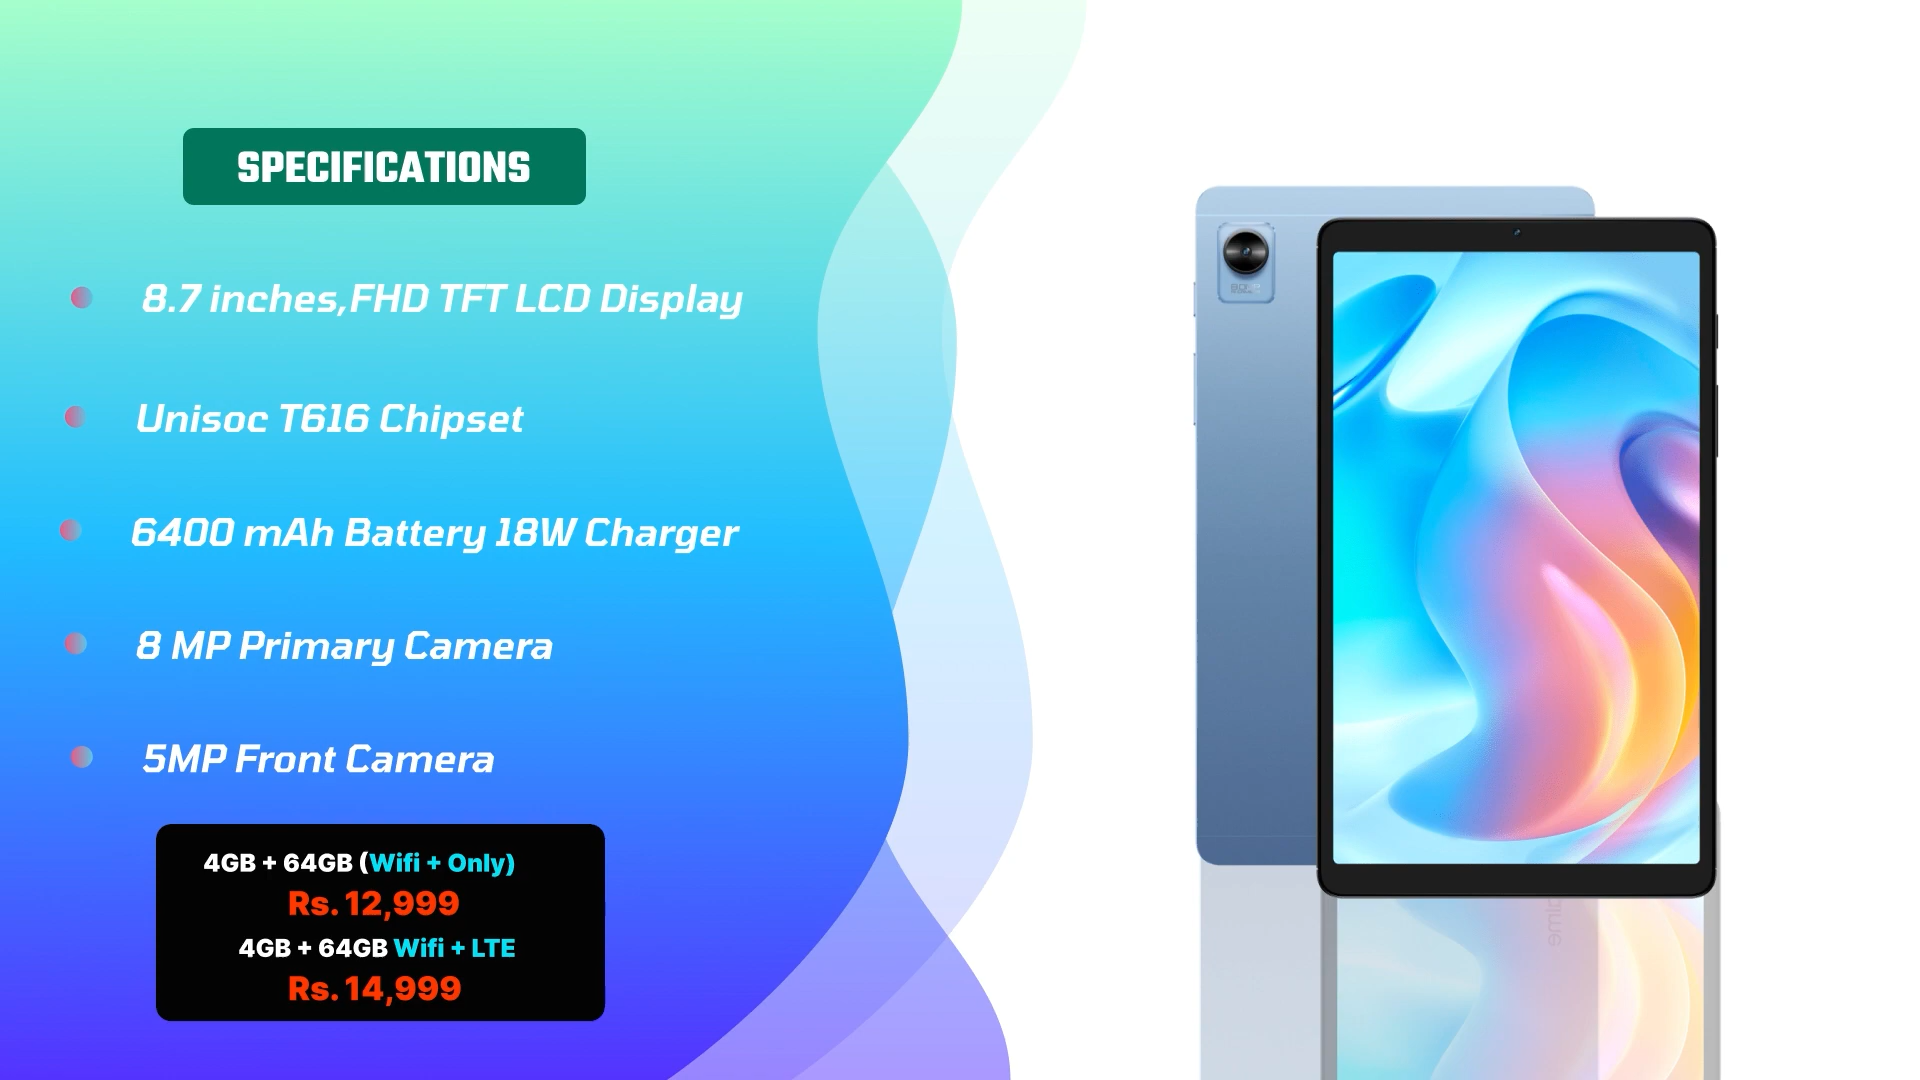 SPECIFICATIONS
8.7 inches,FHD TFT LCD Display
Unisoc T616 Chipset
6400 mAh Battery 18W Charger
8 MP Primary Camera
5MP Front Camera
4GB + 64GB (Wifi + Only)
Rs. 12,999
4GB + 64GB Wifi + LTE
Rs. 14,999